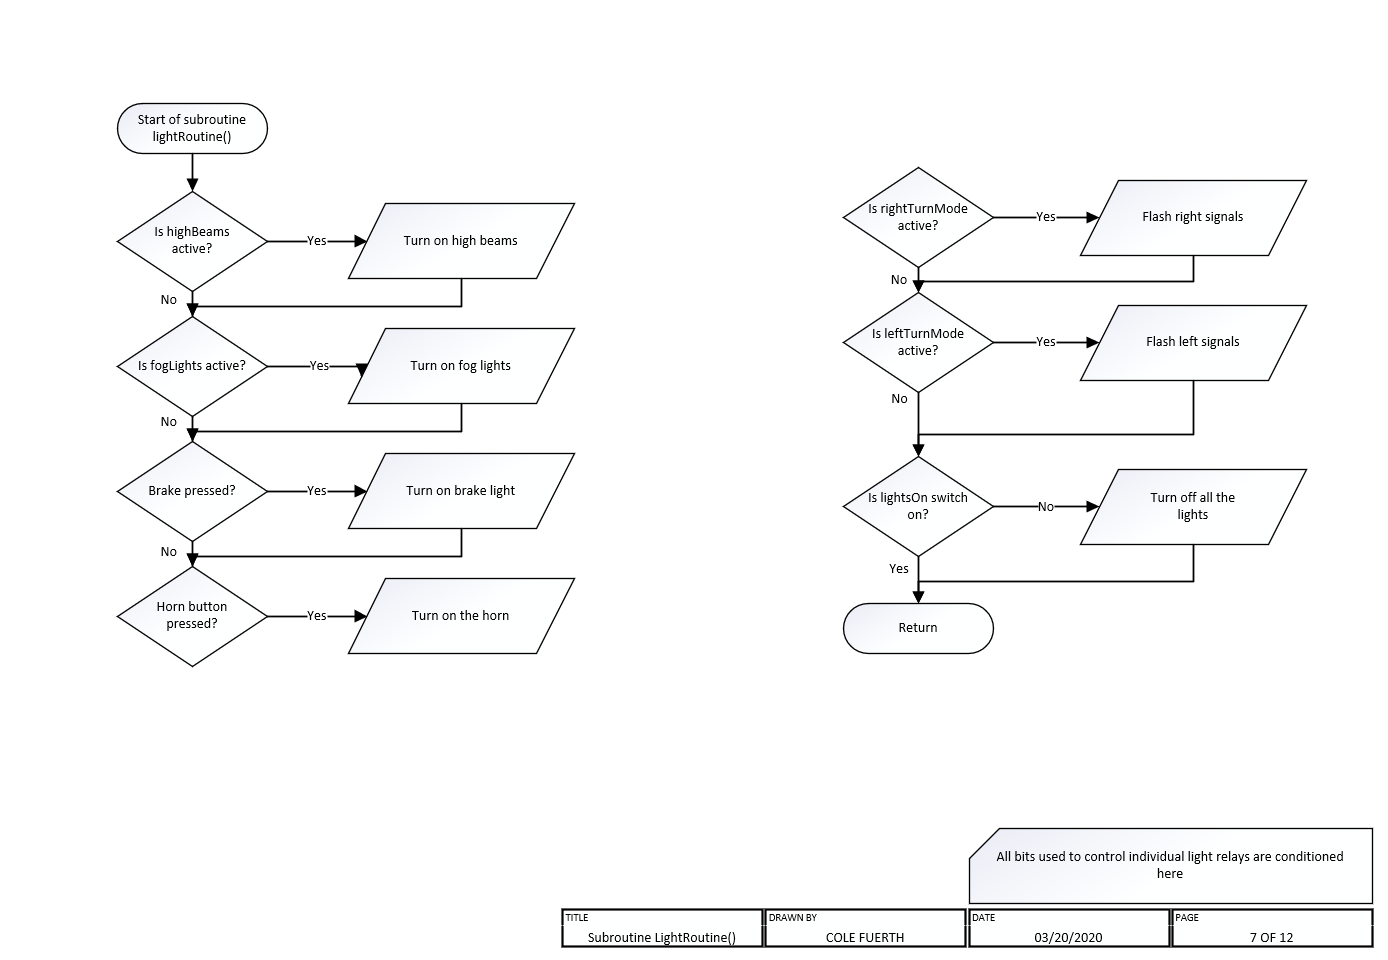 Start of subroutine
lightRoutine()
Is highBeams
active?
Yes
Turn on high beams
No
Is fogLights active?
Yes
Turn on fog lights
No
Brake pressed?
Yes
Turn on brake light
No
Horn button
pressed?
Yes
Turn on the horn
Is rightTurnMode
active?
Yes
Flash right signals
No
Is leftTurnMode
active?
Yes
Flash left signals
No
Is lightsOn switch
on?
No
Turn off all the
lights
Yes
Return
All bits used to control individual light relays are conditioned
here
TITLE
Subroutine LightRoutine()
DRAWN BY
COLE FUERTH
DATE
03/20/2020
PAGE
7 OF 12